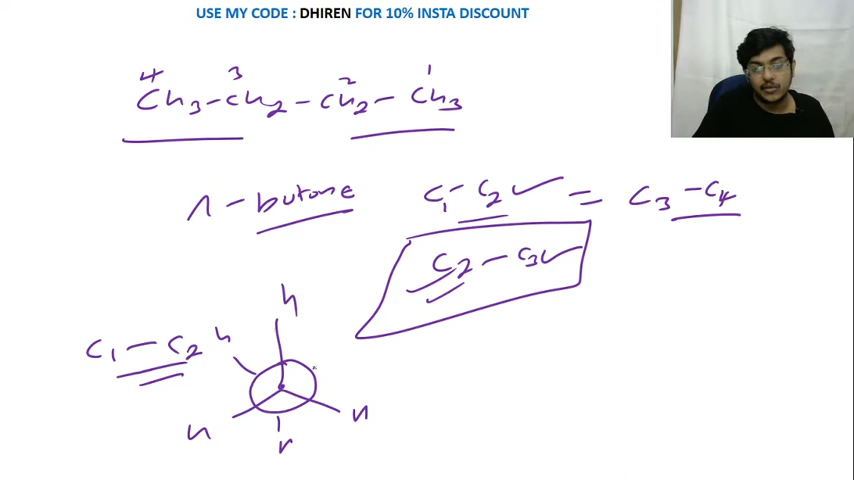 USE MY CODE : DHIREN FOR 10% INSTA DISCOUNT
4 3 2 1
CH3-CH2-CH2-CH3
n-butane C1-C2 ✓ = C3-C4
C2-C3 ✓
h
C1-C2 h
n n
r